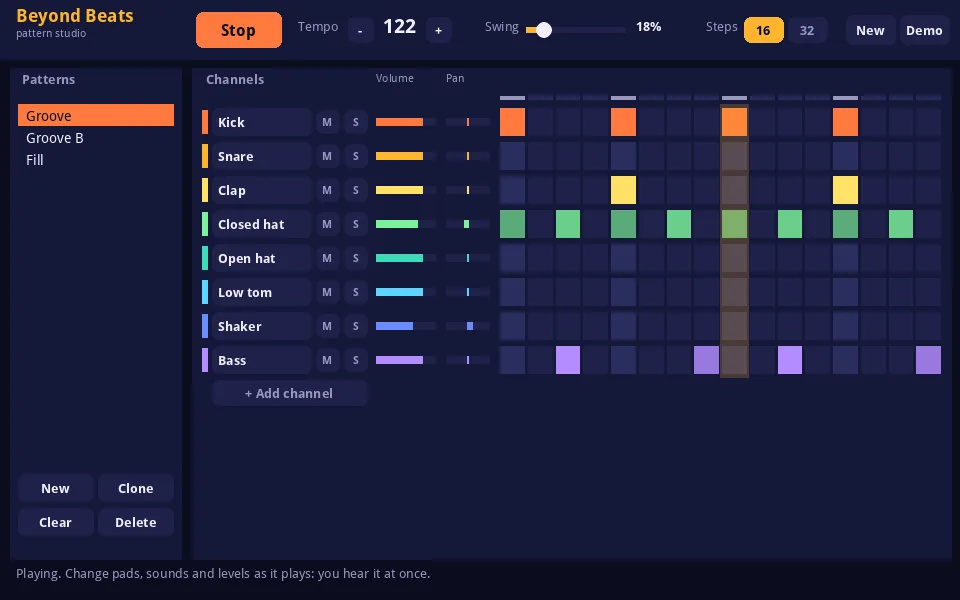 Beyond Beats
pattern studio
Stop
Tempo - 122 +
Swing 18%
Steps 16 32
New Demo
Patterns
Groove
Groove B
Fill
New Clone
Clear Delete
Channels Volume Pan
Kick M S
Snare M S
Clap M S
Closed hat M S
Open hat M S
Low tom M S
Shaker M S
Bass M S
+ Add channel
Playing. Change pads, sounds and levels as it plays: you hear it at once.